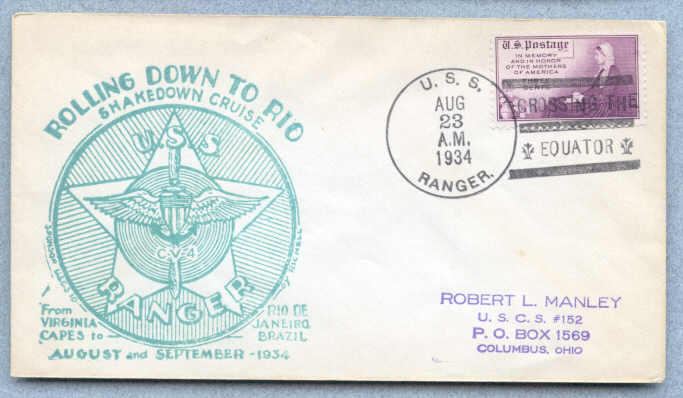 ROLLING DOWN TO RIO
SHAKEDOWN CRUISE
U.S.S.
C.V-4
RANGER
From
VIRGINIA
CAPES to
RIO DE
JANEIRO
BRAZIL
AUGUST and SEPTEMBER - 1934
U. S. S.
AUG
23
A.M.
1934
RANGER.
U.S. Postage
IN MEMORY
AND IN HONOR
OF THE MOTHERS
OF AMERICA
THREE
CENTS
CROSSING THE
EQUATOR
ROBERT L. MANLEY
U. S. C. S. #152
P. O. BOX 1569
COLUMBUS, OHIO